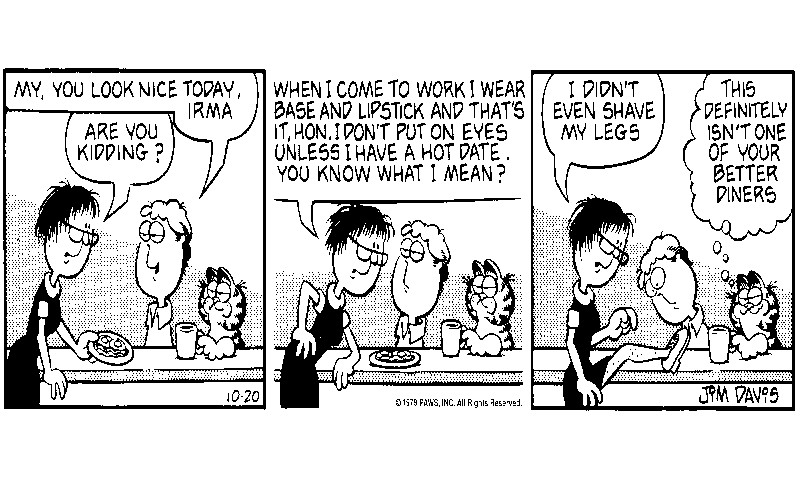 MY, YOU LOOK NICE TODAY,
IRMA
ARE YOU
KIDDING?
10-20
WHEN I COME TO WORK I WEAR
BASE AND LIPSTICK AND THAT'S
IT, HON. I DON'T PUT ON EYES
UNLESS I HAVE A HOT DATE.
YOU KNOW WHAT I MEAN?
© 1979 PAWS, INC. All Rights Reserved.
I DIDN'T
EVEN SHAVE
MY LEGS
THIS
DEFINITELY
ISN'T ONE
OF YOUR
BETTER
DINERS
JIM DAVIS